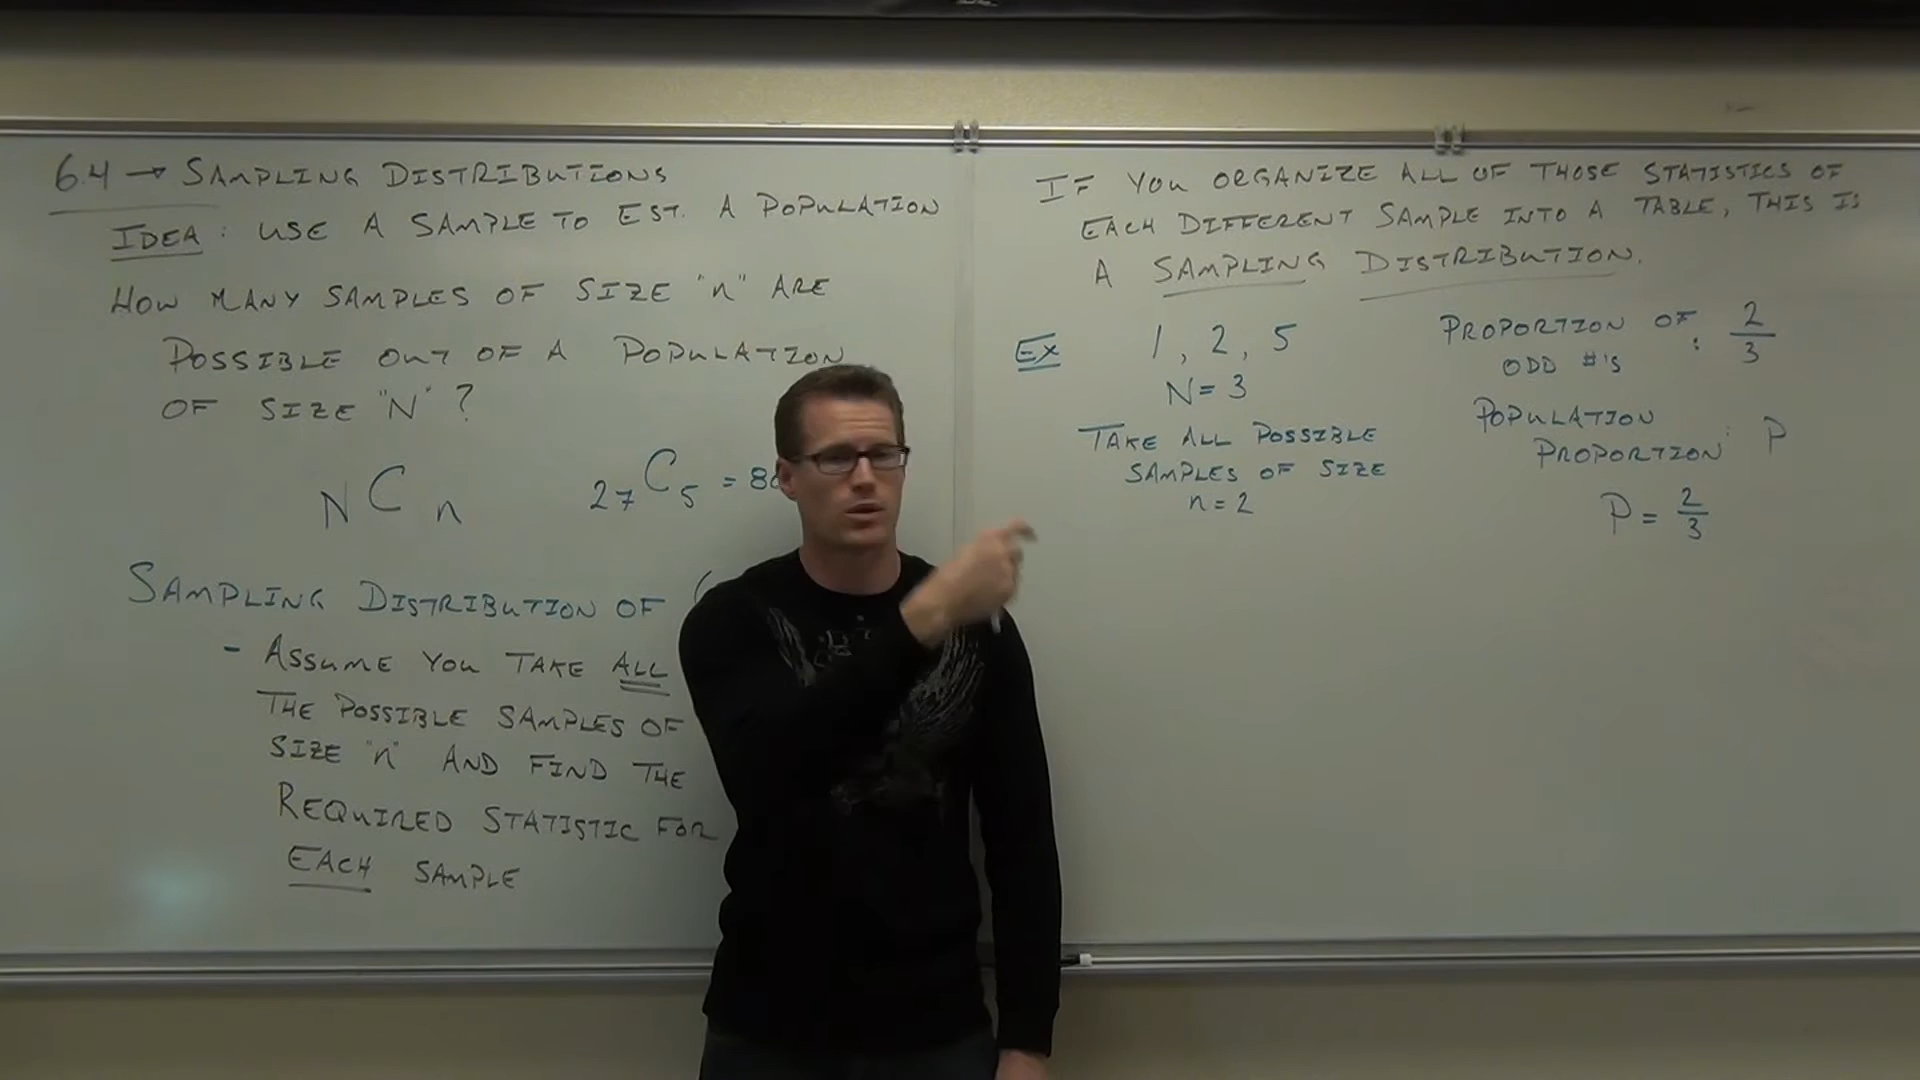 6.4 → SAMPLING DISTRIBUTIONS
IDEA: USE A SAMPLE TO EST. A POPULATION
HOW MANY SAMPLES OF SIZE "n" ARE
POSSIBLE OUT OF A POPULATION
OF SIZE "N"?
N C n
27 C 5 = 80
SAMPLING DISTRIBUTION OF (
- ASSUME YOU TAKE ALL
THE POSSIBLE SAMPLES OF
SIZE "n" AND FIND THE
REQUIRED STATISTIC FOR
EACH SAMPLE
IF YOU ORGANIZE ALL OF THOSE STATISTICS OF
EACH DIFFERENT SAMPLE INTO A TABLE, THIS IS
A SAMPLING DISTRIBUTION.
EX 1, 2, 5
N = 3
TAKE ALL POSSIBLE
SAMPLES OF SIZE
n = 2
PROPORTION OF
ODD #'S : 2/3
POPULATION
PROPORTION: P
P = 2/3